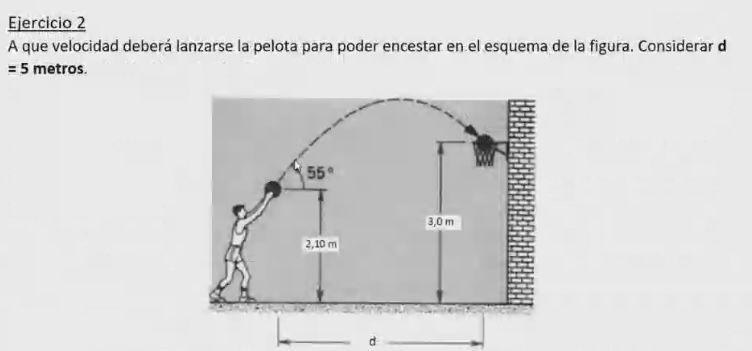 Ejercicio 2
A que velocidad deberá lanzarse la pelota para poder encestar en el esquema de la figura. Considerar d
= 5 metros.
55°
3,0 m
2,10 m
d